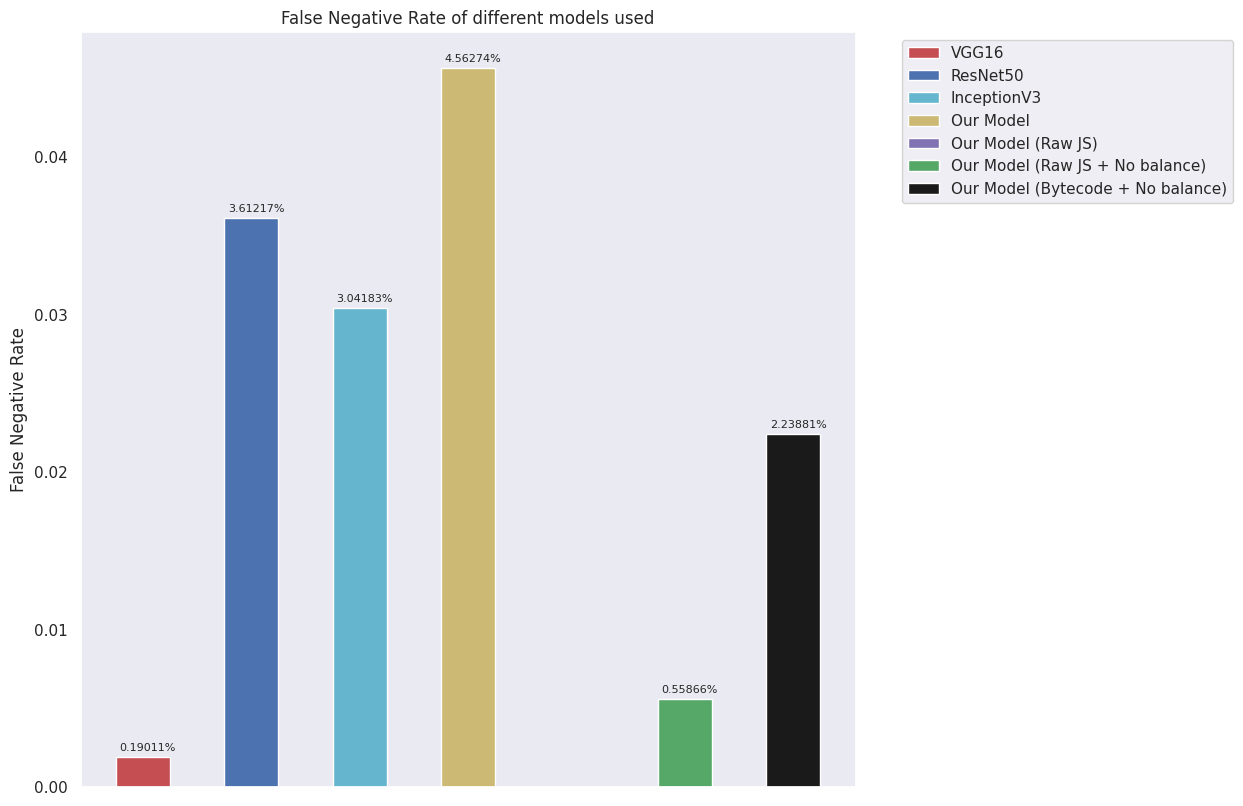 False Negative Rate of different models used
4.56274%
3.61217%
3.04183%
2.23881%
0.55866%
0.19011%
0.04
0.03
0.02
0.01
0.00
False Negative Rate
VGG16
ResNet50
InceptionV3
Our Model
Our Model (Raw JS)
Our Model (Raw JS + No balance)
Our Model (Bytecode + No balance)